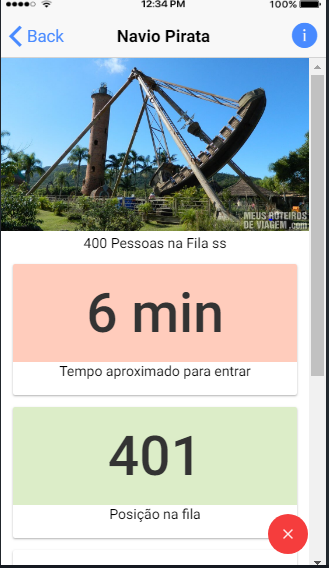 12:34 PM 100%
Back Navio Pirata i
MEUS ROTEIROS
DE VIAGEM .com
400 Pessoas na Fila ss
6 min
Tempo aproximado para entrar
401
Posição na fila